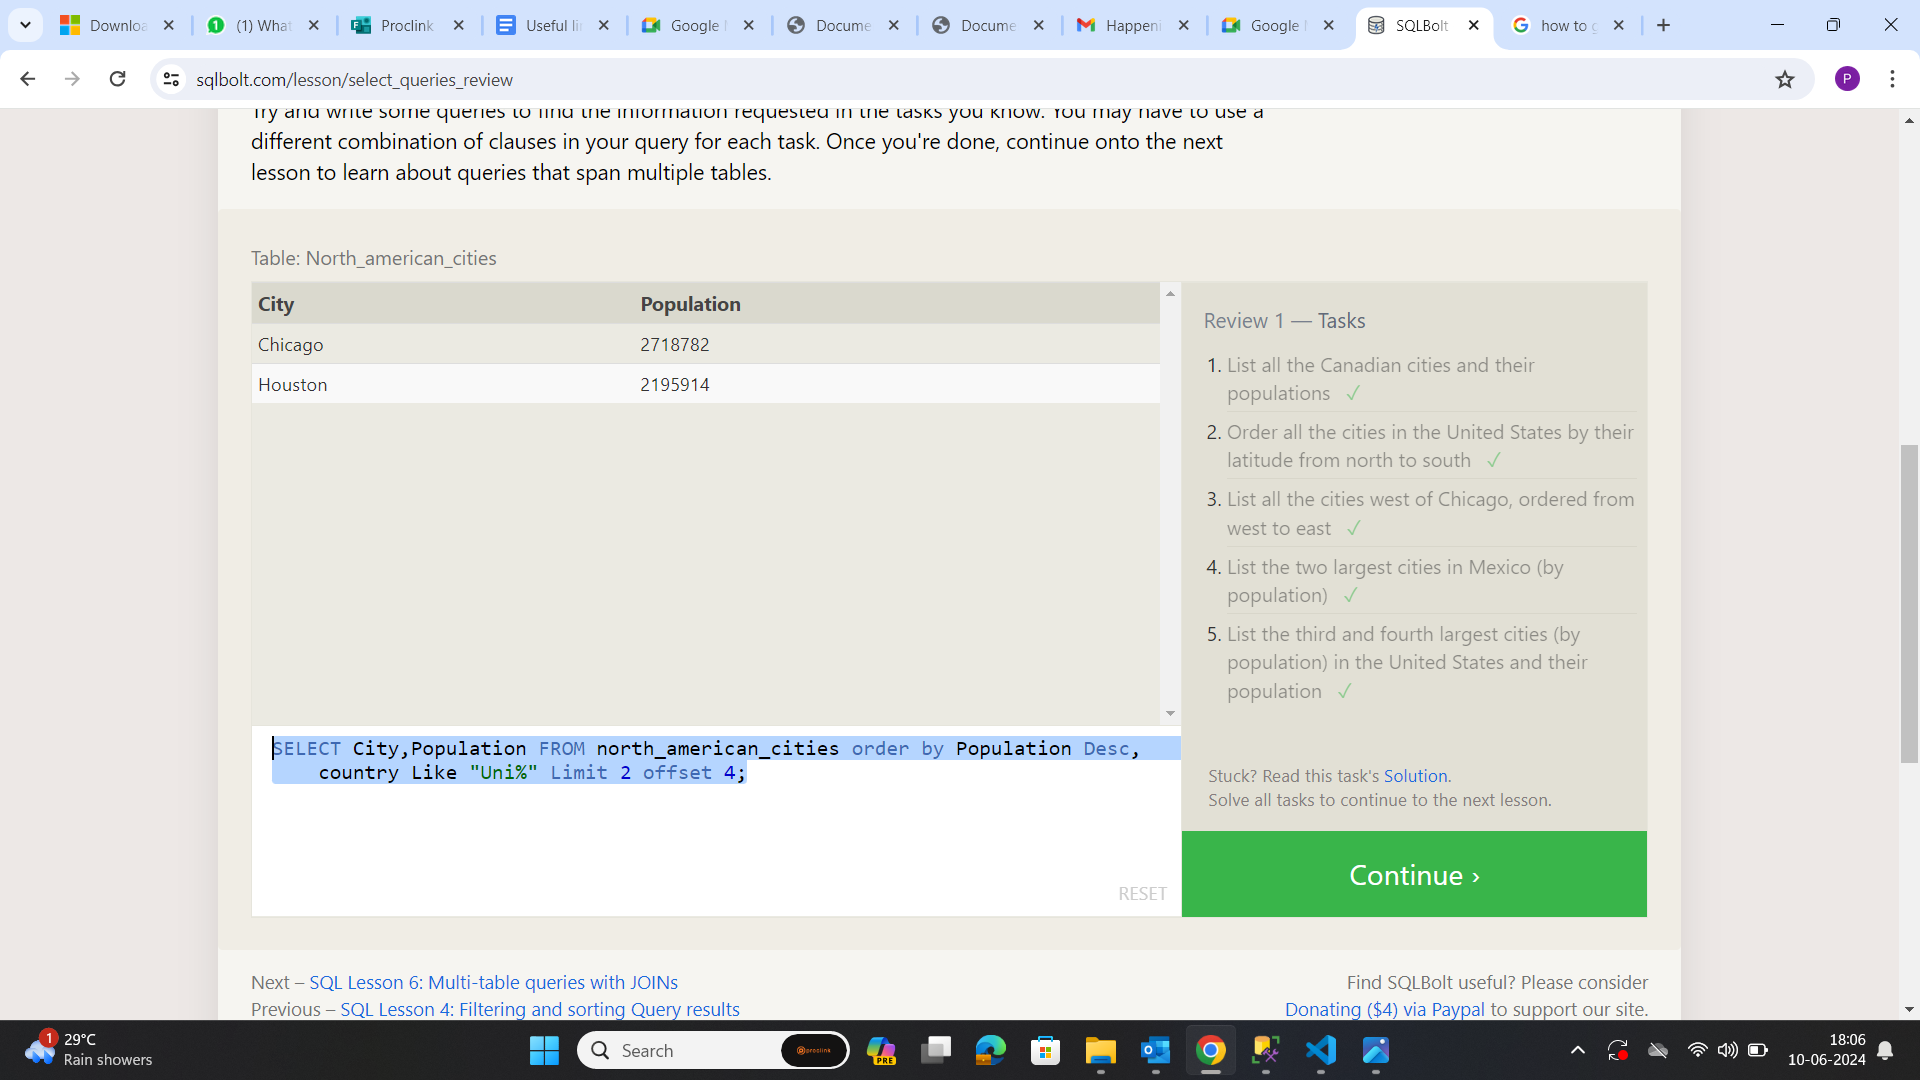 Downloa
(1) What
Proclink
Useful li
Google
Docume
Docume
Happeni
Google
SQLBolt
how to g
sqlbolt.com/lesson/select_queries_review
P
Try and write some queries to find the information requested in the tasks you know. You may have to use a
different combination of clauses in your query for each task. Once you're done, continue onto the next
lesson to learn about queries that span multiple tables.
Table: North_american_cities
City Population
Chicago 2718782
Houston 2195914
SELECT City,Population FROM north_american_cities order by Population Desc,
country Like "Uni%" Limit 2 offset 4;
RESET
Review 1 — Tasks
1. List all the Canadian cities and their
populations ✓
2. Order all the cities in the United States by their
latitude from north to south ✓
3. List all the cities west of Chicago, ordered from
west to east ✓
4. List the two largest cities in Mexico (by
population) ✓
5. List the third and fourth largest cities (by
population) in the United States and their
population ✓
Stuck? Read this task's Solution.
Solve all tasks to continue to the next lesson.
Continue ›
Next – SQL Lesson 6: Multi-table queries with JOINs
Previous – SQL Lesson 4: Filtering and sorting Query results
Find SQLBolt useful? Please consider
Donating ($4) via Paypal to support our site.
1
29°C
Rain showers
Search
proclink
PRE
18:06
10-06-2024